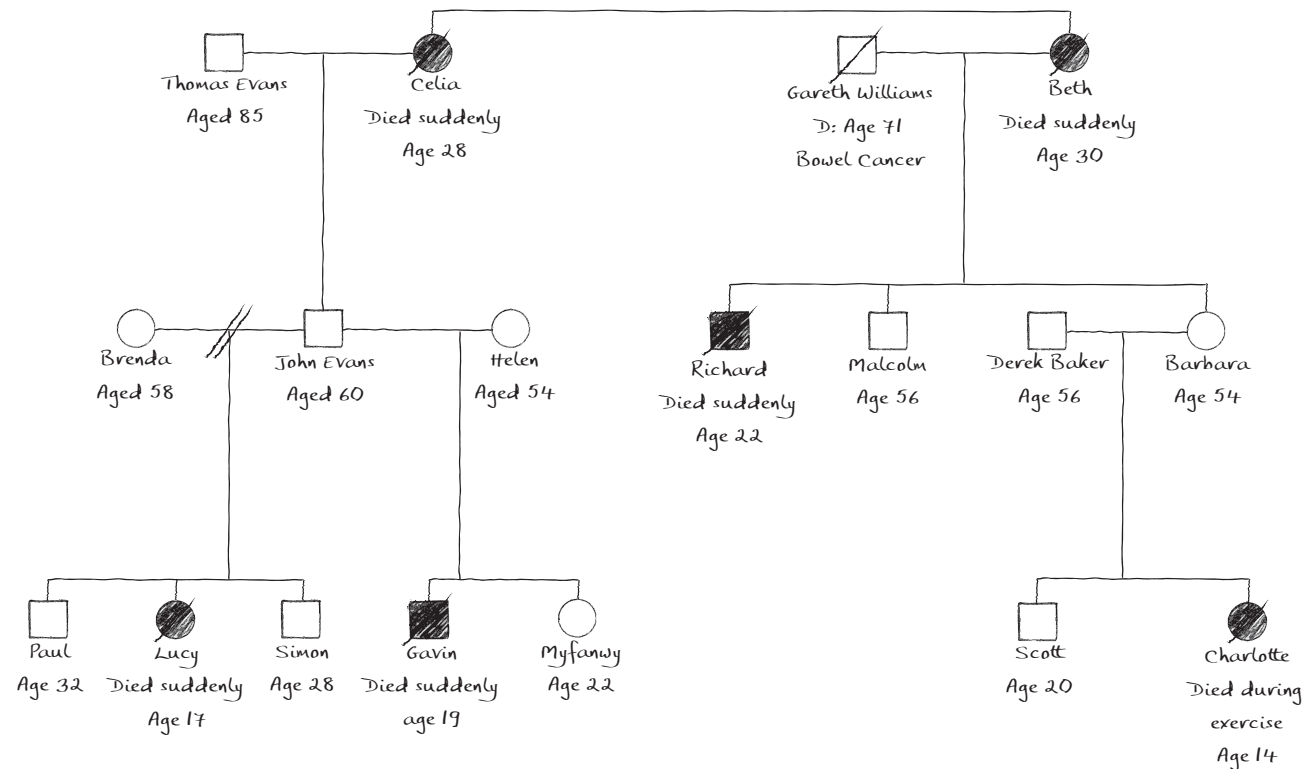 Thomas Evans
Aged 85
Celia
Died suddenly
Age 28
Gareth Williams
D: Age 71
Bowel Cancer
Beth
Died suddenly
Age 30
Brenda
Aged 58
John Evans
Aged 60
Helen
Aged 54
Richard
Died suddenly
Age 22
Malcolm
Age 56
Derek Baker
Age 56
Barbara
Age 54
Paul
Age 32
Lucy
Died suddenly
Age 17
Simon
Age 28
Gavin
Died suddenly
age 19
Myfanwy
Age 22
Scott
Age 20
Charlotte
Died during
exercise
Age 14